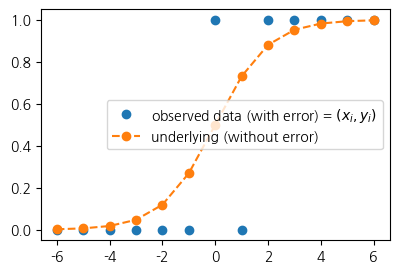 1.0
0.8
0.6
0.4
0.2
0.0
observed data (with error) = (xᵢ, yᵢ)
underlying (without error)
-6 -4 -2 0 2 4 6